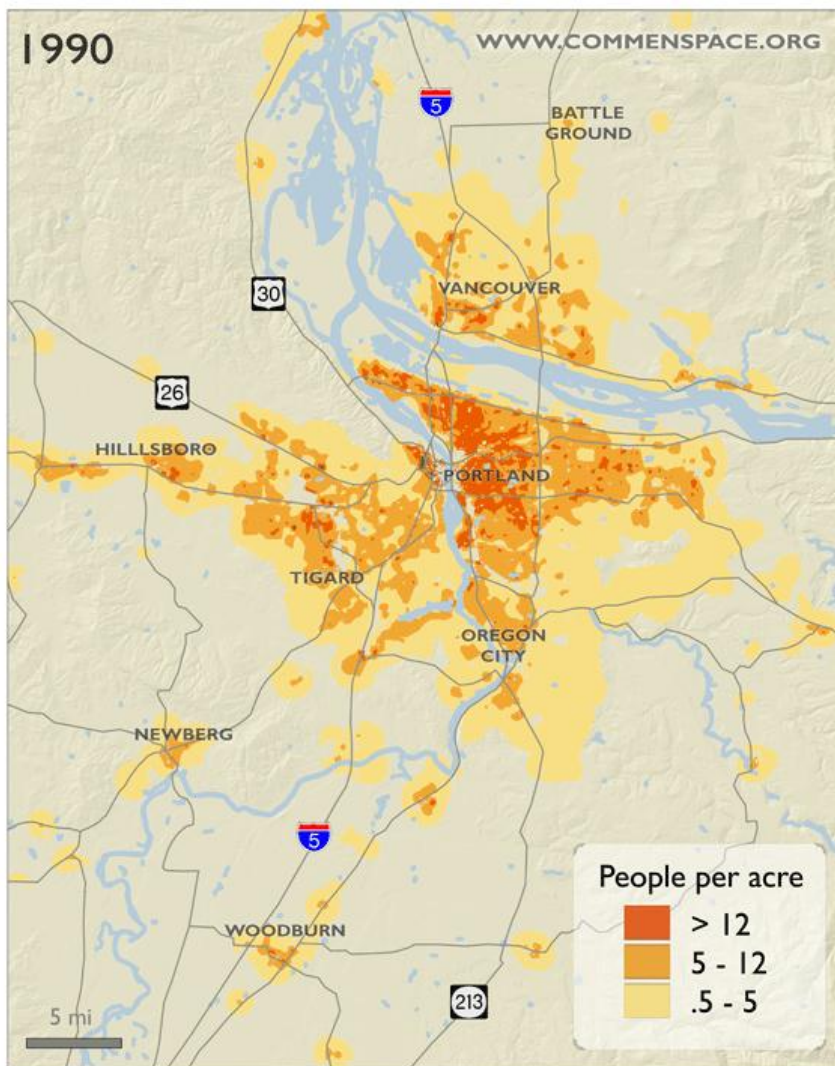 1990
WWW.COMMENSPACE.ORG
5
BATTLE
GROUND
30
VANCOUVER
26
HILLLSBORO
PORTLAND
TIGARD
OREGON
CITY
NEWBERG
5
People per acre
> 12
5 - 12
.5 - 5
WOODBURN
213
5 mi